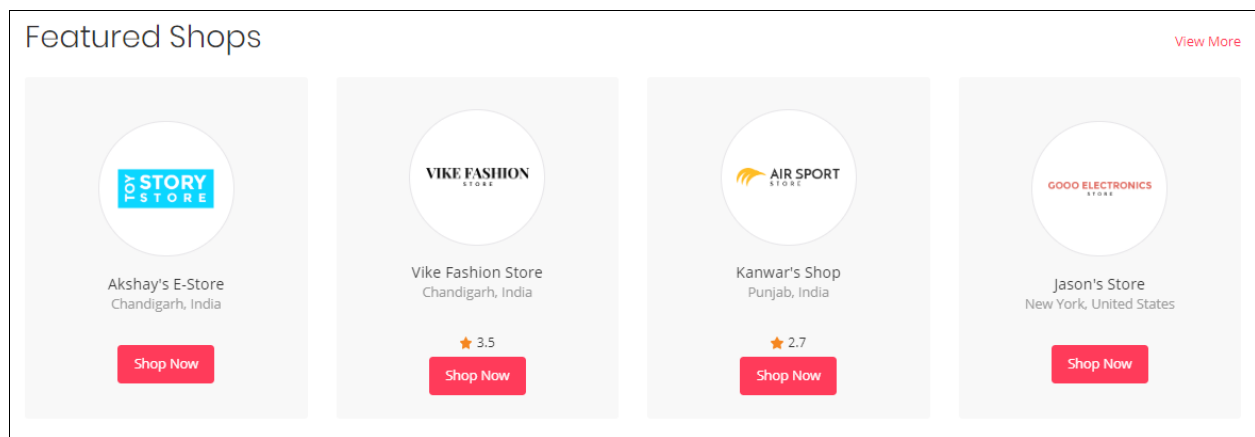 Featured Shops
View More
TOY
STORY
STORE
Akshay's E-Store
Chandigarh, India
Shop Now
VIKE FASHION
STORE
Vike Fashion Store
Chandigarh, India
3.5
Shop Now
AIR SPORT
STORE
Kanwar's Shop
Punjab, India
2.7
Shop Now
GOOO ELECTRONICS
STORE
Jason's Store
New York, United States
Shop Now